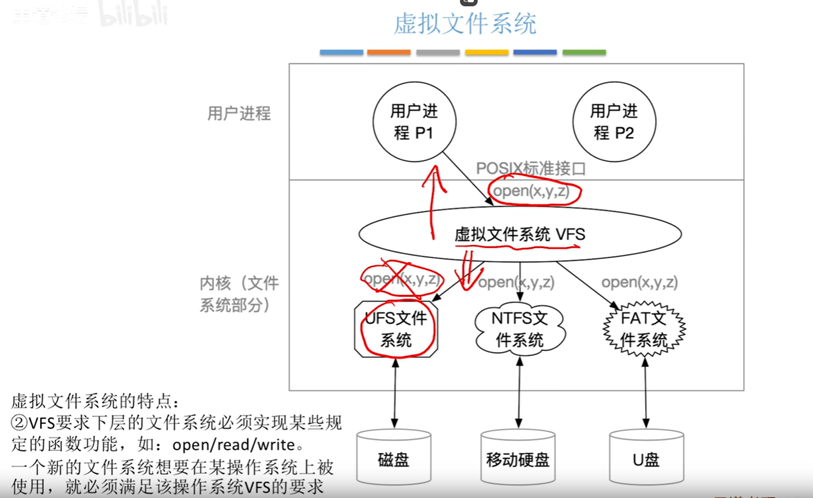 bilibili
虚拟文件系统
用户进程
用户进
程 P1
用户进
程 P2
POSIX标准接口
open(x,y,z)
虚拟文件系统 VFS
内核（文件
系统部分）
open(x,y,z)
open(x,y,z)
open(x,y,z)
UFS文件
系统
NTFS文
件系统
FAT文
件系统
磁盘
移动硬盘
U盘
虚拟文件系统的特点：
②VFS要求下层的文件系统必须实现某些规
定的函数功能，如：open/read/write。
一个新的文件系统想要在某操作系统上被
使用，就必须满足该操作系统VFS的要求